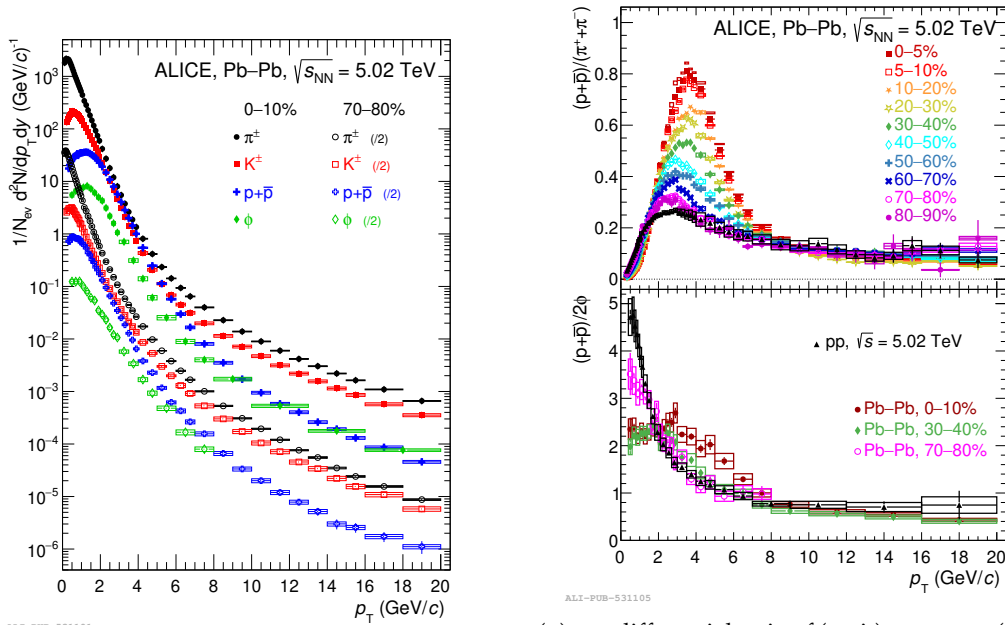 ALICE, Pb–Pb, √sNN = 5.02 TeV
0–10% 70–80%
π± π± (/2)
K± K± (/2)
p+p̅ p+p̅ (/2)
ϕ ϕ (/2)
1/Nev d²N/dpTdy (GeV/c)⁻¹
10³
10²
10
1
10⁻¹
10⁻²
10⁻³
10⁻⁴
10⁻⁵
10⁻⁶
0 2 4 6 8 10 12 14 16 18 20
pT (GeV/c)
ALICE, Pb–Pb, √sNN = 5.02 TeV
0–5%
5–10%
10–20%
20–30%
30–40%
40–50%
50–60%
60–70%
70–80%
80–90%
(p+p̅)/(π⁺+π⁻)
1
0.8
0.6
0.4
0.2
0
pp, √s = 5.02 TeV
Pb–Pb, 0–10%
Pb–Pb, 30–40%
Pb–Pb, 70–80%
(p+p̅)/2ϕ
5
4
3
2
1
0
0 2 4 6 8 10 12 14 16 18 20
pT (GeV/c)
ALI-PUB-531105